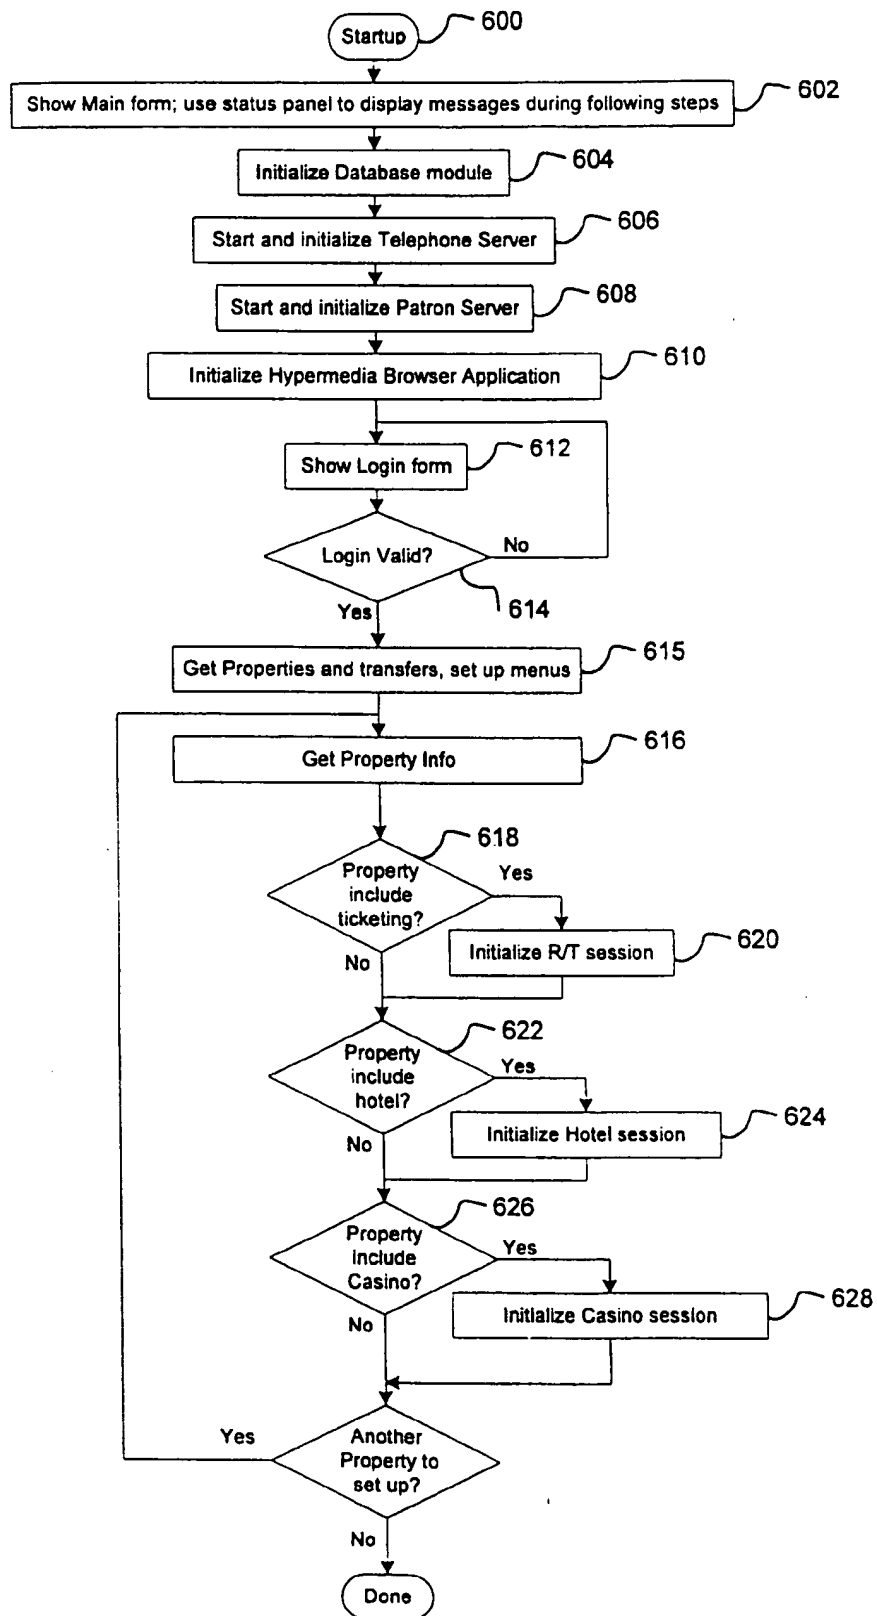 Startup
600
Show Main form; use status panel to display messages during following steps
602
Initialize Database module
604
Start and initialize Telephone Server
606
Start and initialize Patron Server
608
Initialize Hypermedia Browser Application
610
Show Login form
612
Login Valid?
No
614
Yes
Get Properties and transfers, set up menus
615
Get Property Info
616
618
Property
include
ticketing?
Yes
No
Initialize R/T session
620
622
Property
include
hotel?
Yes
No
Initialize Hotel session
624
626
Property
include
Casino?
Yes
No
Initialize Casino session
628
Yes
Another
Property to
set up?
No
Done